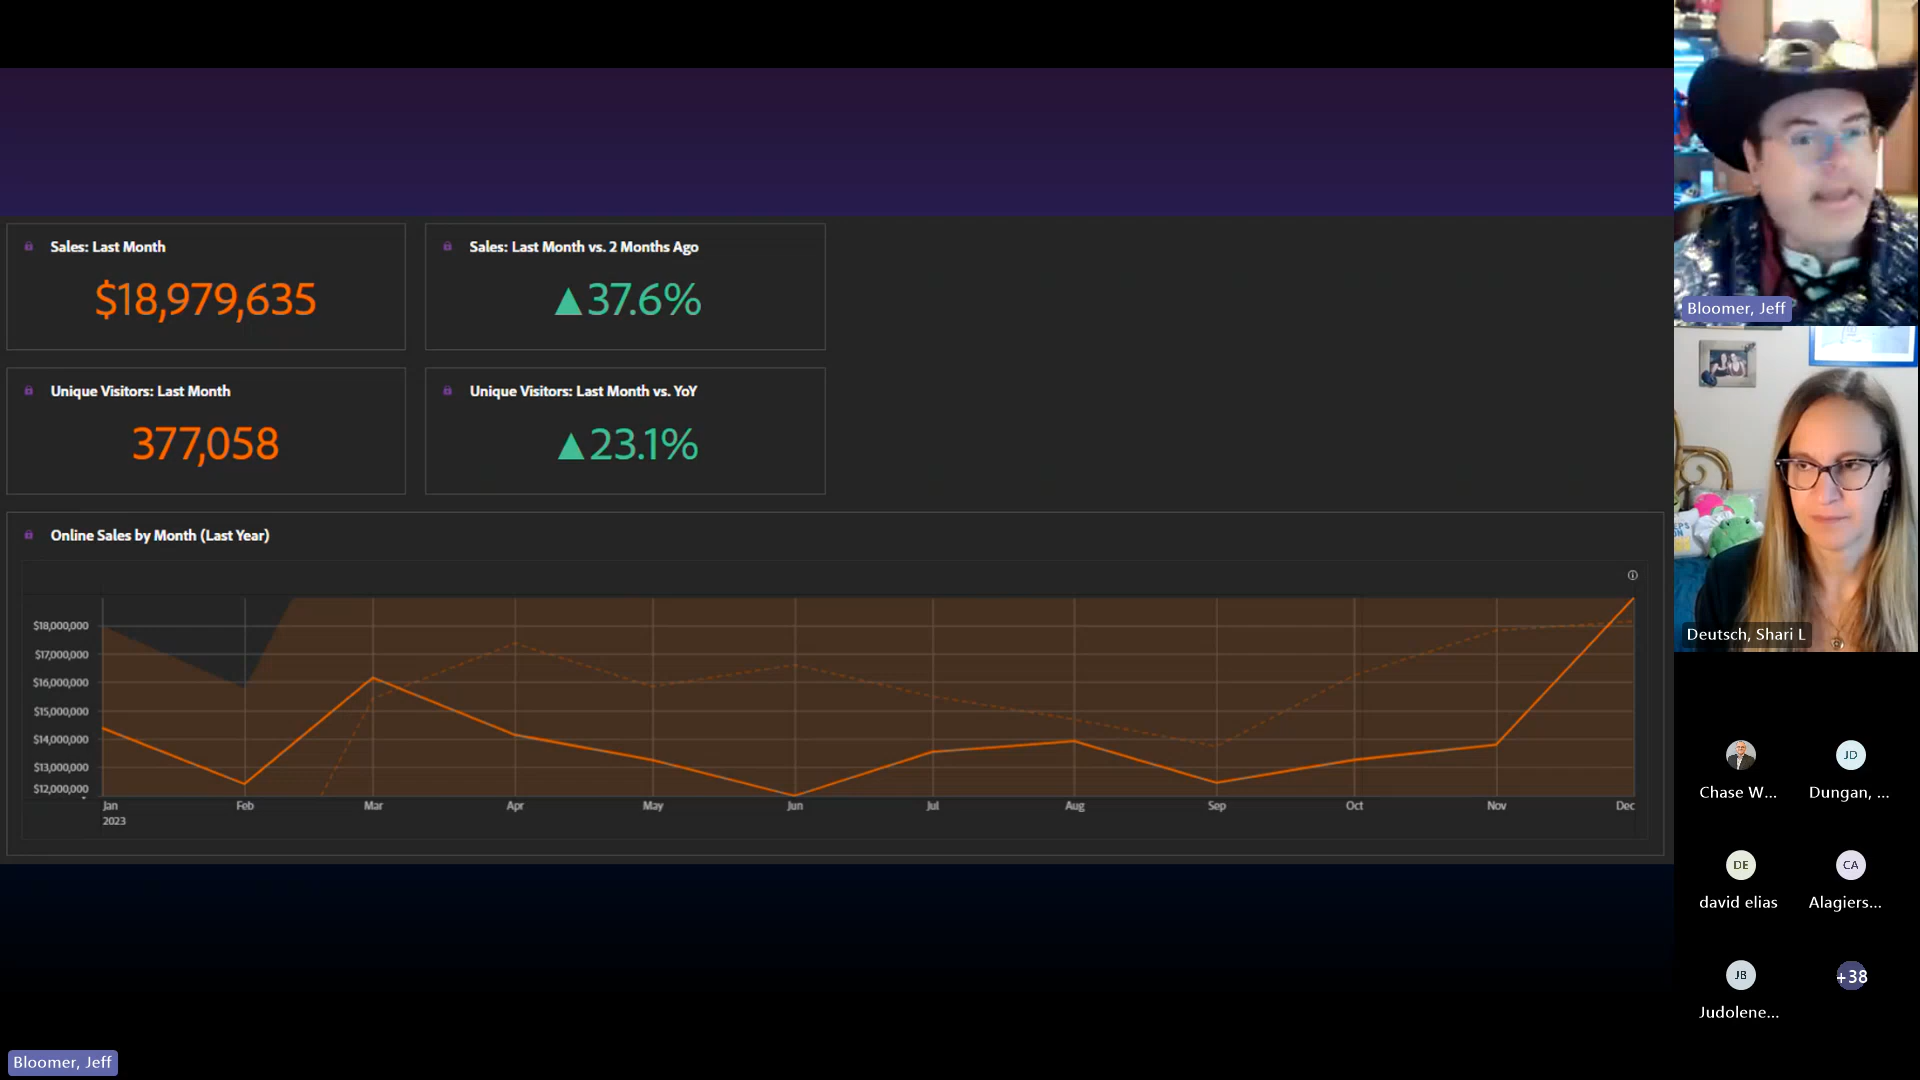 Sales: Last Month
$18,979,635
Sales: Last Month vs. 2 Months Ago
▲37.6%
Unique Visitors: Last Month
377,058
Unique Visitors: Last Month vs. YoY
▲23.1%
Online Sales by Month (Last Year)
$18,000,000
$17,000,000
$16,000,000
$15,000,000
$14,000,000
$13,000,000
$12,000,000
Jan Feb Mar Apr May Jun Jul Aug Sep Oct Nov Dec
2023
Bloomer, Jeff
Deutsch, Shari L
JD
Chase W...
Dungan, ...
DE
CA
david elias
Alagiers...
JB
+38
Judolene...
Bloomer, Jeff